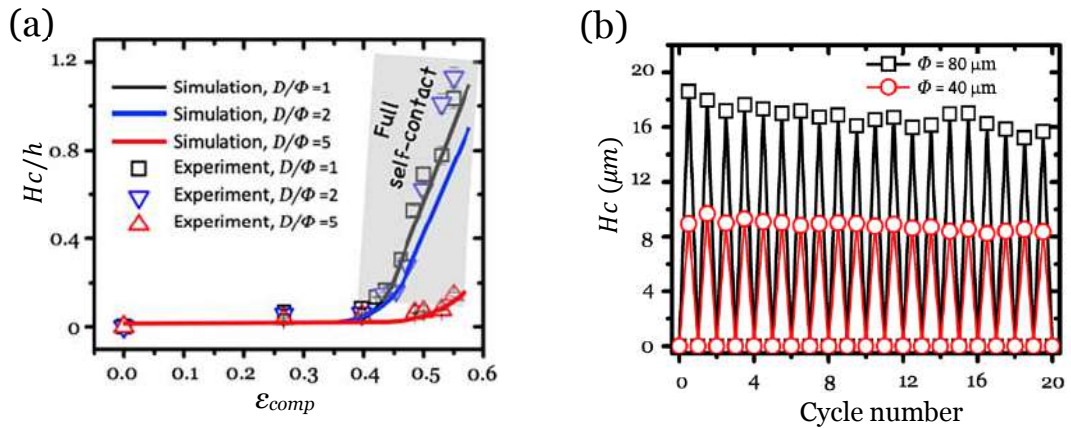 (a)
Hc/h
1.2
0.8
0.4
0
Simulation, D/Φ =1
Simulation, D/Φ =2
Simulation, D/Φ =5
Experiment, D/Φ =1
Experiment, D/Φ =2
Experiment, D/Φ =5
Full
self-contact
0.0 0.1 0.2 0.3 0.4 0.5 0.6
εcomp
(b)
Hc (μm)
20
16
12
8
4
0
Φ = 80 μm
Φ = 40 μm
0 4 8 12 16 20
Cycle number